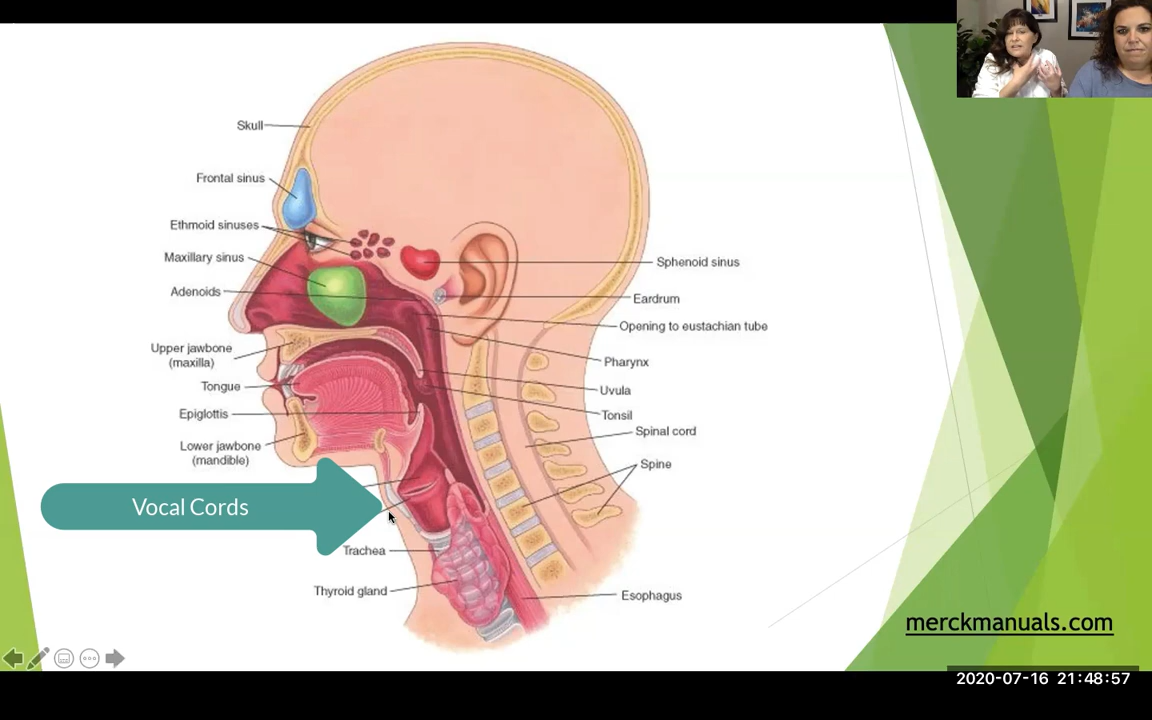 Skull
Frontal sinus
Ethmoid sinuses
Maxillary sinus
Adenoids
Upper jawbone
(maxilla)
Tongue
Epiglottis
Lower jawbone
(mandible)
Vocal Cords
Trachea
Thyroid gland
Sphenoid sinus
Eardrum
Opening to eustachian tube
Pharynx
Uvula
Tonsil
Spinal cord
Spine
Esophagus
merckmanuals.com
2020-07-16 21:48:57